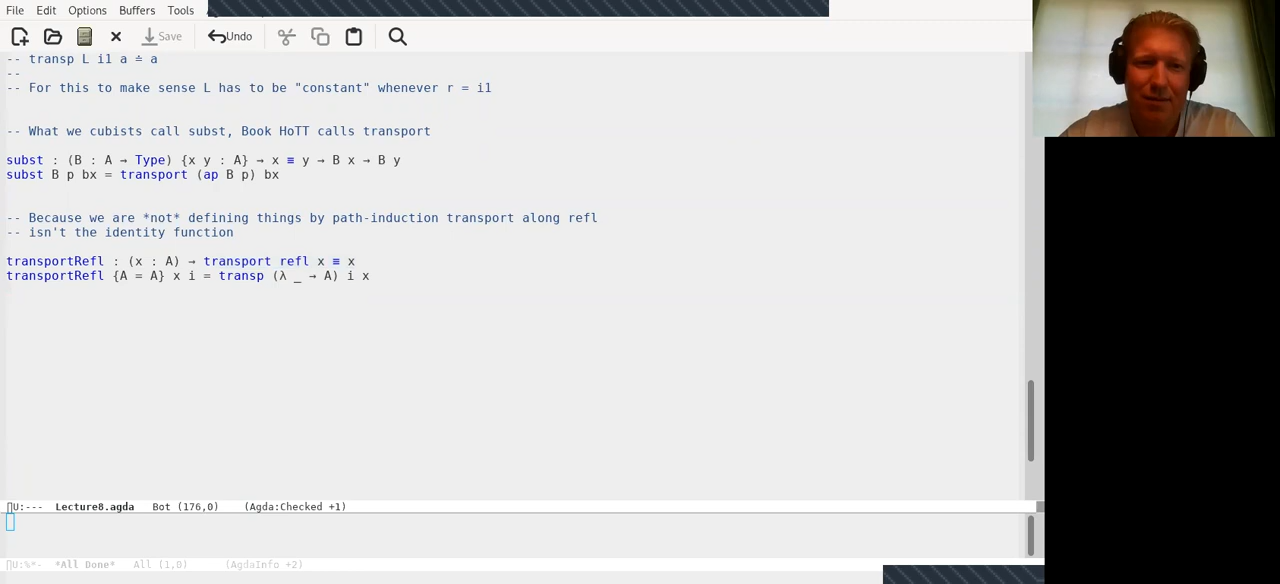 File Edit Options Buffers Tools
Save Undo
-- transp L i1 a ≐ a
--
-- For this to make sense L has to be "constant" whenever r = i1
-- What we cubists call subst, Book HoTT calls transport
subst : (B : A → Type) {x y : A} → x ≡ y → B x → B y
subst B p bx = transport (ap B p) bx
-- Because we are *not* defining things by path-induction transport along refl
-- isn't the identity function
transportRefl : (x : A) → transport refl x ≡ x
transportRefl {A = A} x i = transp (λ _ → A) i x
U:--- Lecture8.agda Bot (176,0) (Agda:Checked +1)
U:%*- *All Done* All (1,0) (AgdaInfo +2)